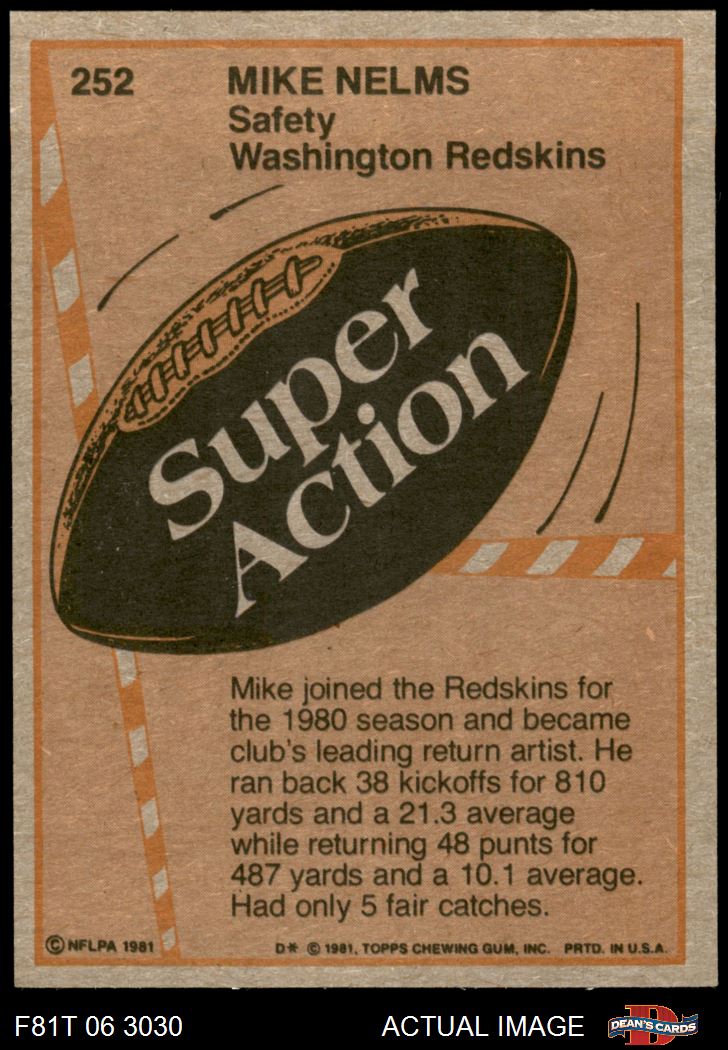 252 MIKE NELMS
Safety
Washington Redskins
Super
Action
Mike joined the Redskins for
the 1980 season and became
club's leading return artist. He
ran back 38 kickoffs for 810
yards and a 21.3 average
while returning 48 punts for
487 yards and a 10.1 average.
Had only 5 fair catches.
© NFLPA 1981 D* © 1981, TOPPS CHEWING GUM, INC. PRTD. IN U.S.A.
F81T 06 3030 ACTUAL IMAGE D DEAN'S CARDS